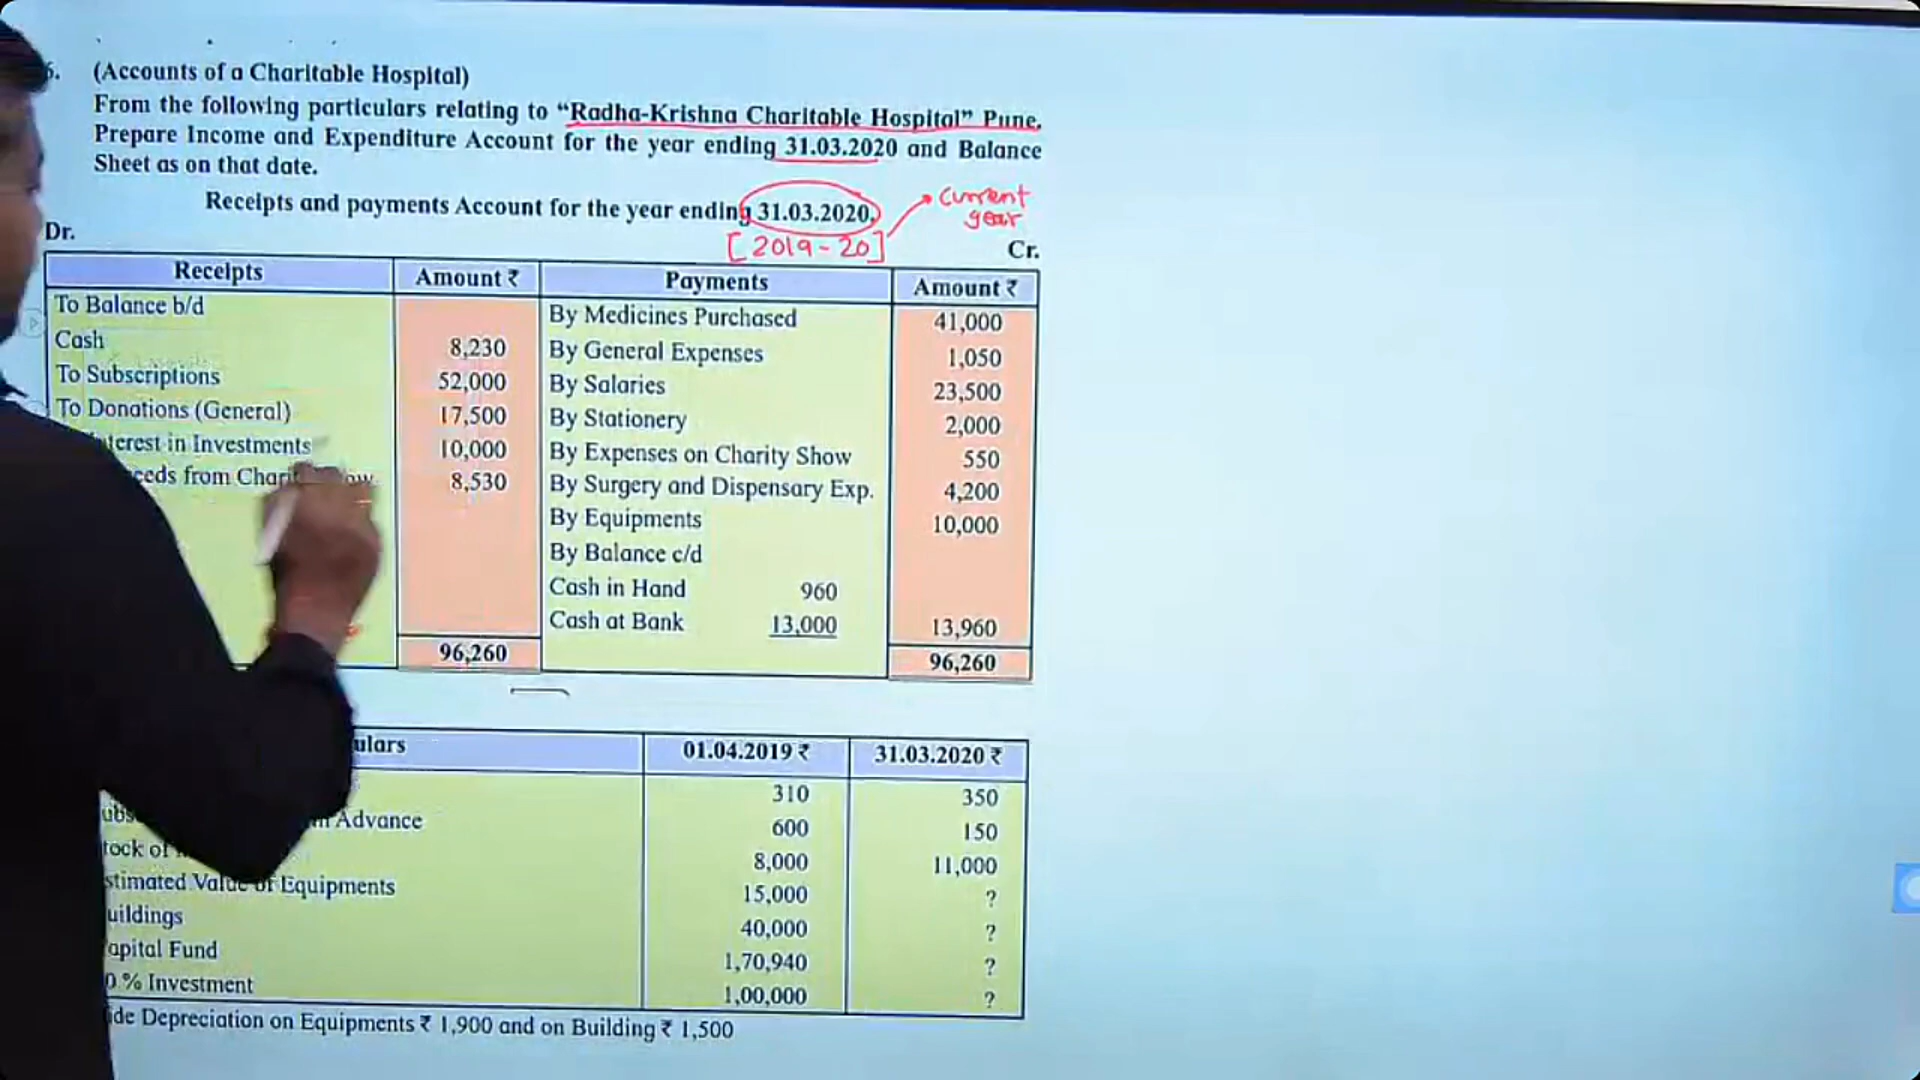 (Accounts of a Charitable Hospital)
From the following particulars relating to “Radha-Krishna Charitable Hospital” Pune.
Prepare Income and Expenditure Account for the year ending 31.03.2020 and Balance
Sheet as on that date.
Receipts and payments Account for the year ending 31.03.2020.
current
year
[2019-20]
Dr.
Cr.
Receipts Amount ₹ Payments Amount ₹
To Balance b/d By Medicines Purchased 41,000
Cash 8,230 By General Expenses 1,050
To Subscriptions 52,000 By Salaries 23,500
To Donations (General) 17,500 By Stationery 2,000
in Investments 10,000 By Expenses on Charity Show 550
from 8,530 By Surgery and Dispensary Exp. 4,200
By Equipments 10,000
By Balance c/d
Cash in Hand 960
Cash at Bank 13,000 13,960
96,260 96,260
01.04.2019 ₹ 31.03.2020 ₹
310 350
Advance 600 150
8,000 11,000
Equipments 15,000 ?
40,000 ?
Fund 1,70,940 ?
% Investment 1,00,000 ?
Depreciation on Equipments ₹ 1,900 and on Building ₹ 1,500